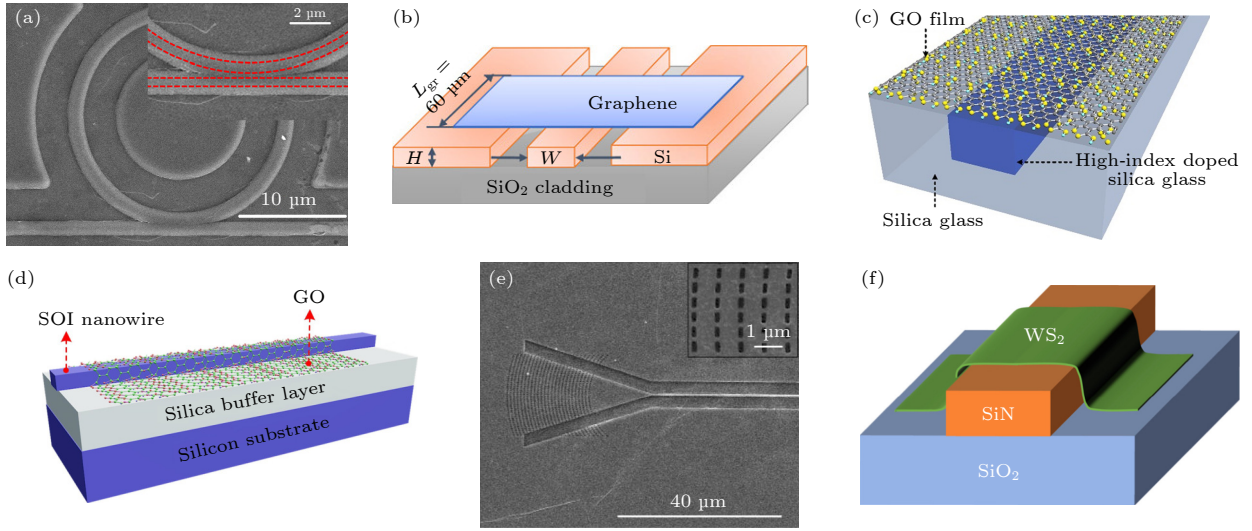 (a)
2 µm
10 µm
(b)
L_gr =
60 µm
Graphene
H
W
Si
SiO₂ cladding
(c)
GO film
High-index doped
silica glass
Silica glass
(d)
GO
SOI nanowire
Silica buffer layer
Silicon substrate
(e)
1 µm
40 µm
(f)
WS₂
SiN
SiO₂